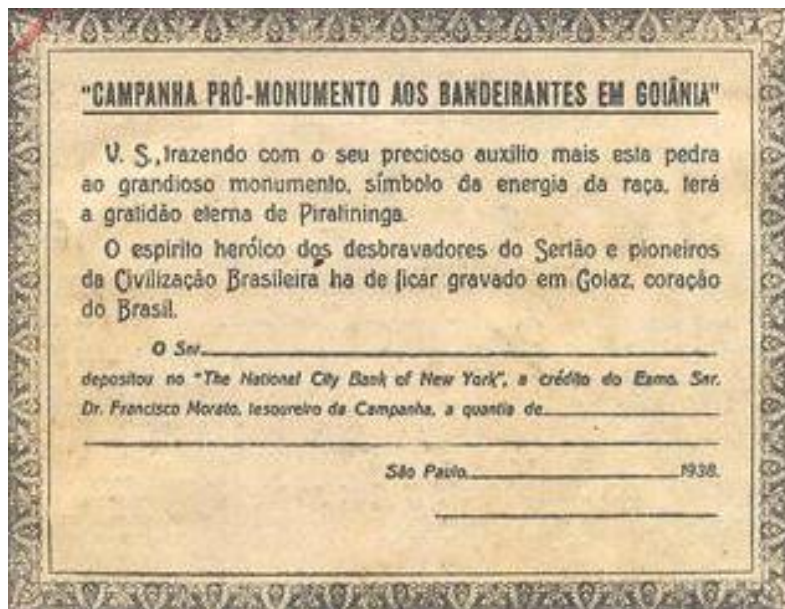 "CAMPANHA PRÓ-MONUMENTO AOS BANDEIRANTES EM GOIÂNIA"
V. S., trazendo com o seu precioso auxilio mais esta pedra
ao grandioso monumento, símbolo da energia da raça, terá
a gratidão eterna de Piratininga.
O espirito heróico dos desbravadores do Sertão e pioneiros
da Civilização Brasileira ha de ficar gravado em Goiaz, coração
do Brasil.
O Snr.
depositou no "The National City Bank of New York", a crédito do Exmo. Snr.
Dr. Francisco Morato, tesoureiro da Campanha, a quantia de
São Paulo 1938.